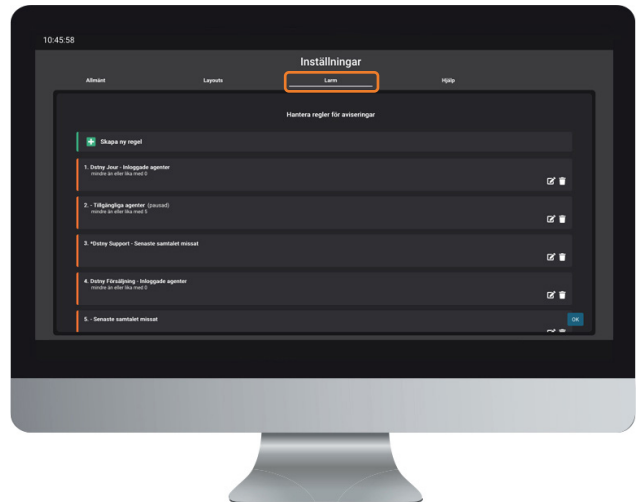 10:45:58
Inställningar
Allmänt Layouts Larm Hjälp
Hantera regler för aviseringar
Skapa ny regel
1. Dstny Jour - Inloggade agenter
mindre än eller lika med 0
2. - Tillgängliga agenter (pausad)
mindre än eller lika med 5
3. *Dstny Support - Senaste samtalet missat
4. Dstny Försäljning - Inloggade agenter
mindre än eller lika med 0
5. - Senaste samtalet missat
OK